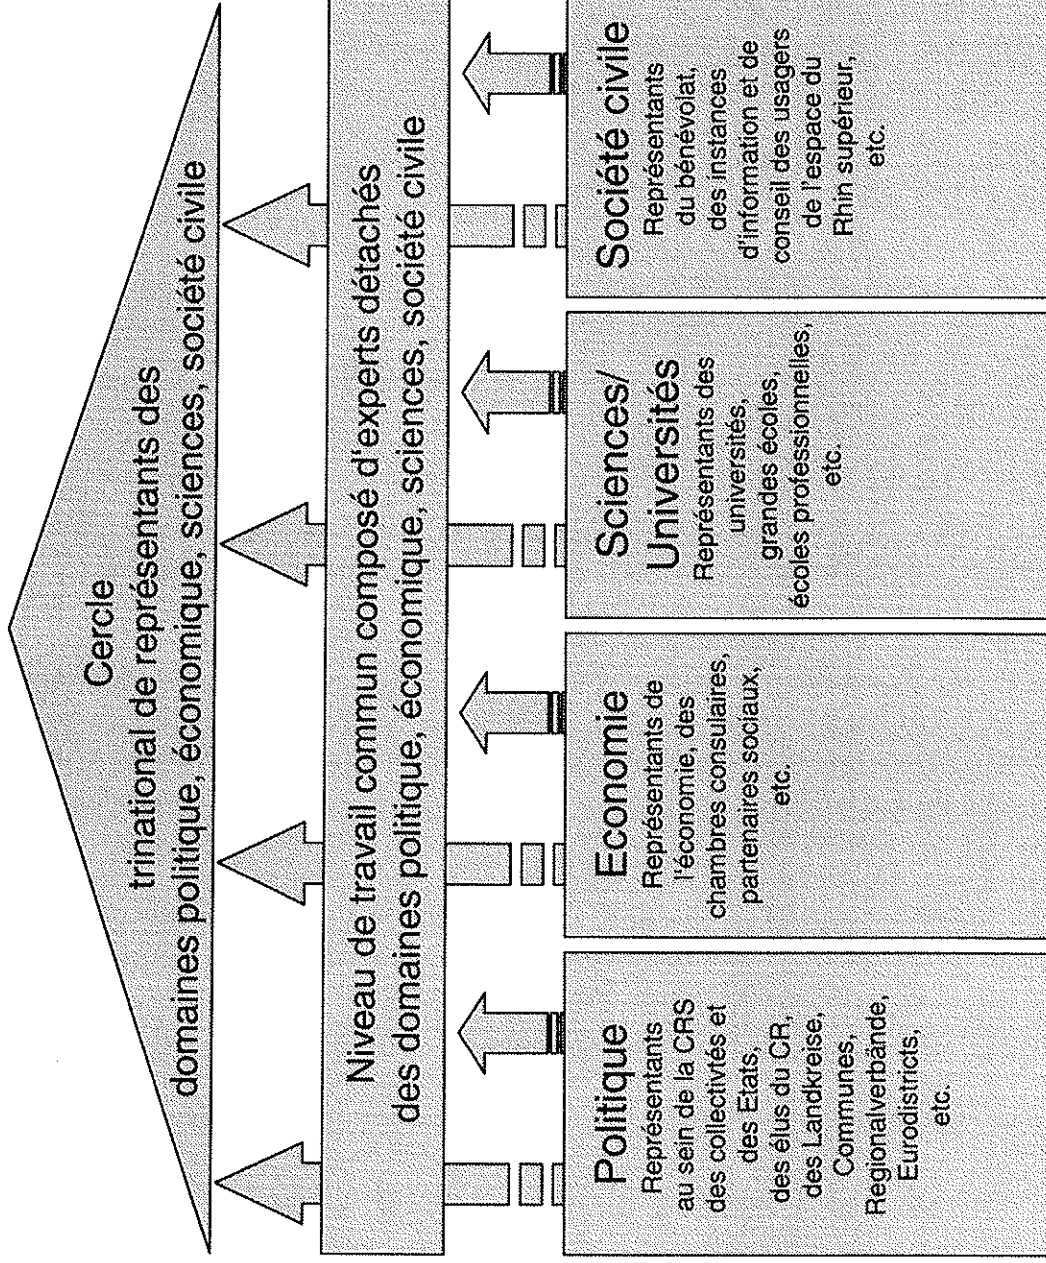 Cercle
trinational de représentants des
domaines politique, économique, sciences, société civile
Niveau de travail commun composé d'experts détachés
des domaines politique, économique, sciences, société civile
Politique
Représentants
au sein de la CRS
des collectivtés et
des Etats,
des élus du CR,
des Landkreise,
Communes,
Regionalverbände,
Eurodistricts,
etc.
Economie
Représentants de
l'économie, des
chambres consulaires,
partenaires sociaux,
etc.
Sciences/
Universités
Représentants des
universités,
grandes écoles,
écoles professionnelles,
etc.
Société civile
Représentants
du bénévolat,
des instances
d'information et de
conseil des usagers
de l'espace du
Rhin supérieur,
etc.